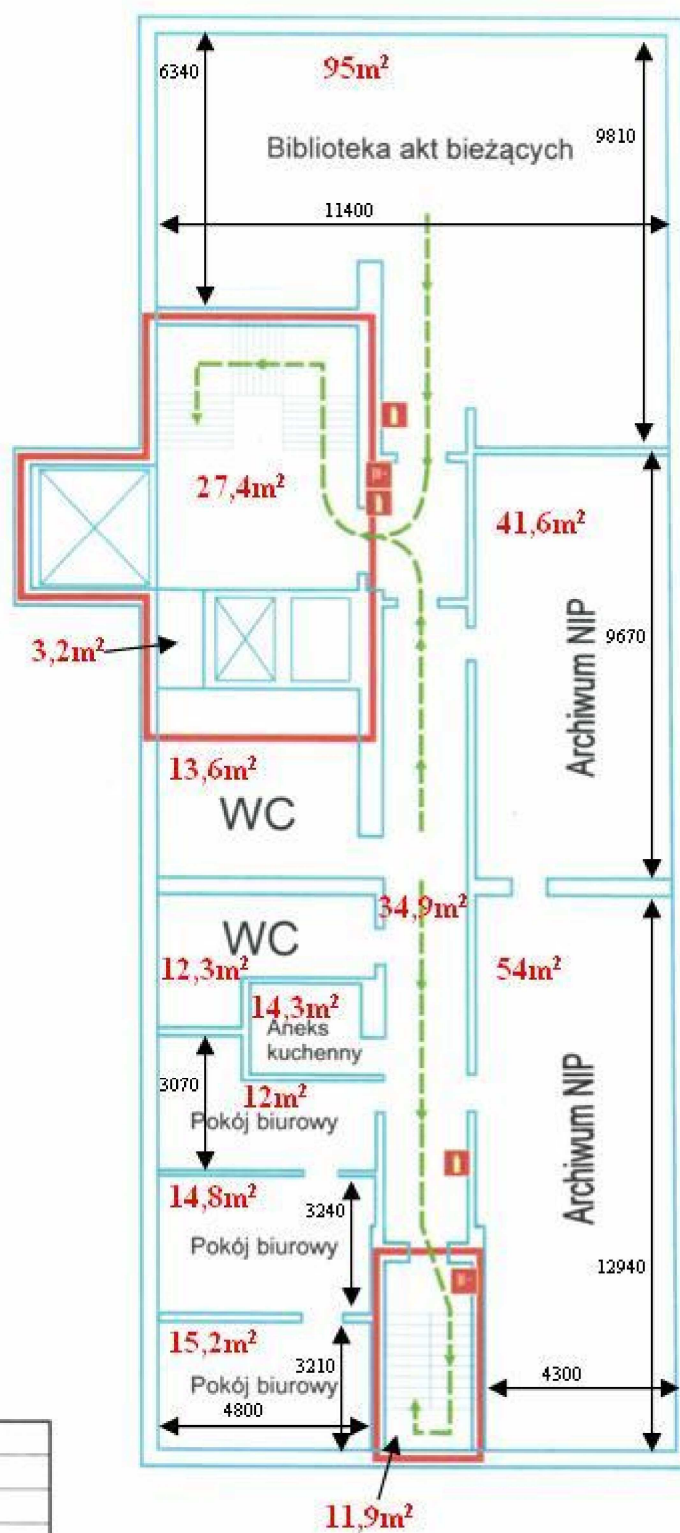 6340
95m²
9810
Biblioteka akt bieżących
11400
27,4m²
41,6m²
3,2m²
Archiwum NIP
9670
13,6m²
WC
34,9m²
WC
12,3m²
54m²
14,3m²
Aneks
kuchenny
3070
12m²
Pokój biurowy
Archiwum NIP
14,8m²
3240
Pokój biurowy
12940
15,2m²
3210
Pokój biurowy
4800
4300
11,9m²